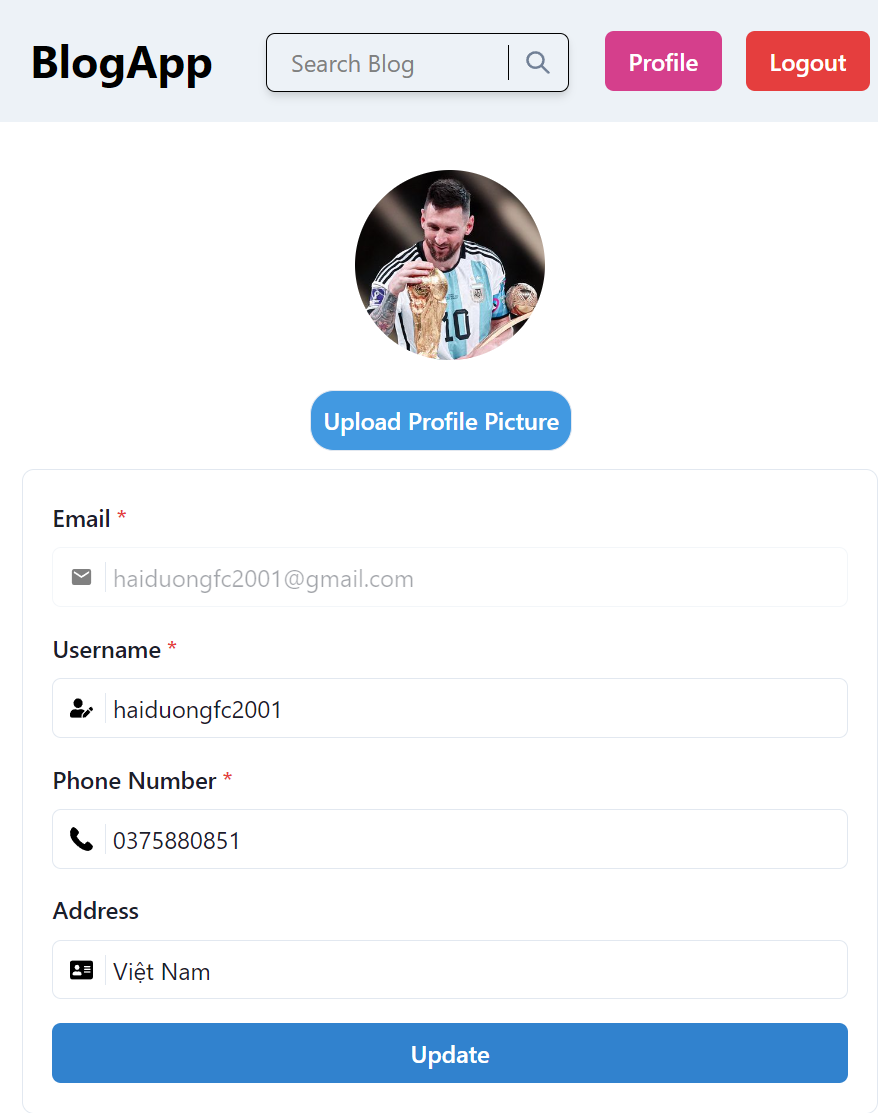 BlogApp
Search Blog
Profile
Logout
10
Upload Profile Picture
Email *
haiduongfc2001@gmail.com
Username *
haiduongfc2001
Phone Number *
0375880851
Address
Việt Nam
Update